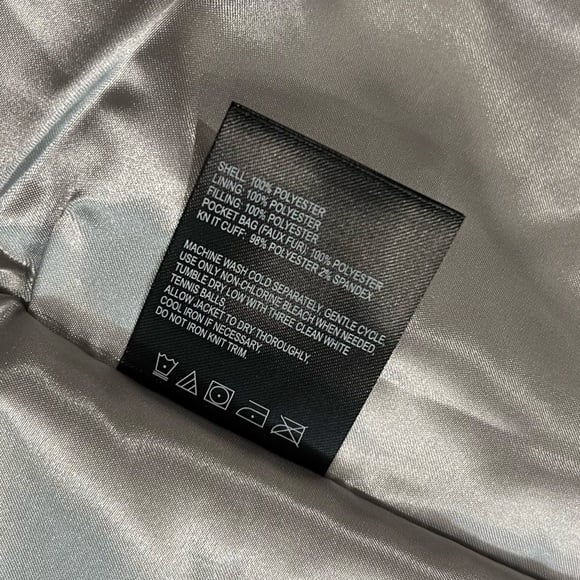 SHELL: 100% POLYESTER
LINING: 100% POLYESTER
FILLING: 100% POLYESTER
POCKET BAG (FAUX FUR): 100% POLYESTER
KN IT CUFF: 98% POLYESTER 2% SPANDEX
MACHINE WASH COLD SEPARATELY, GENTLE CYCLE.
USE ONLY NON-CHLORINE BLEACH WHEN NEEDED.
TUMBLE DRY LOW WITH THREE CLEAN WHITE
TENNIS BALLS.
ALLOW JACKET TO DRY THOROUGHLY.
COOL IRON IF NECESSARY.
DO NOT IRON KNIT TRIM.